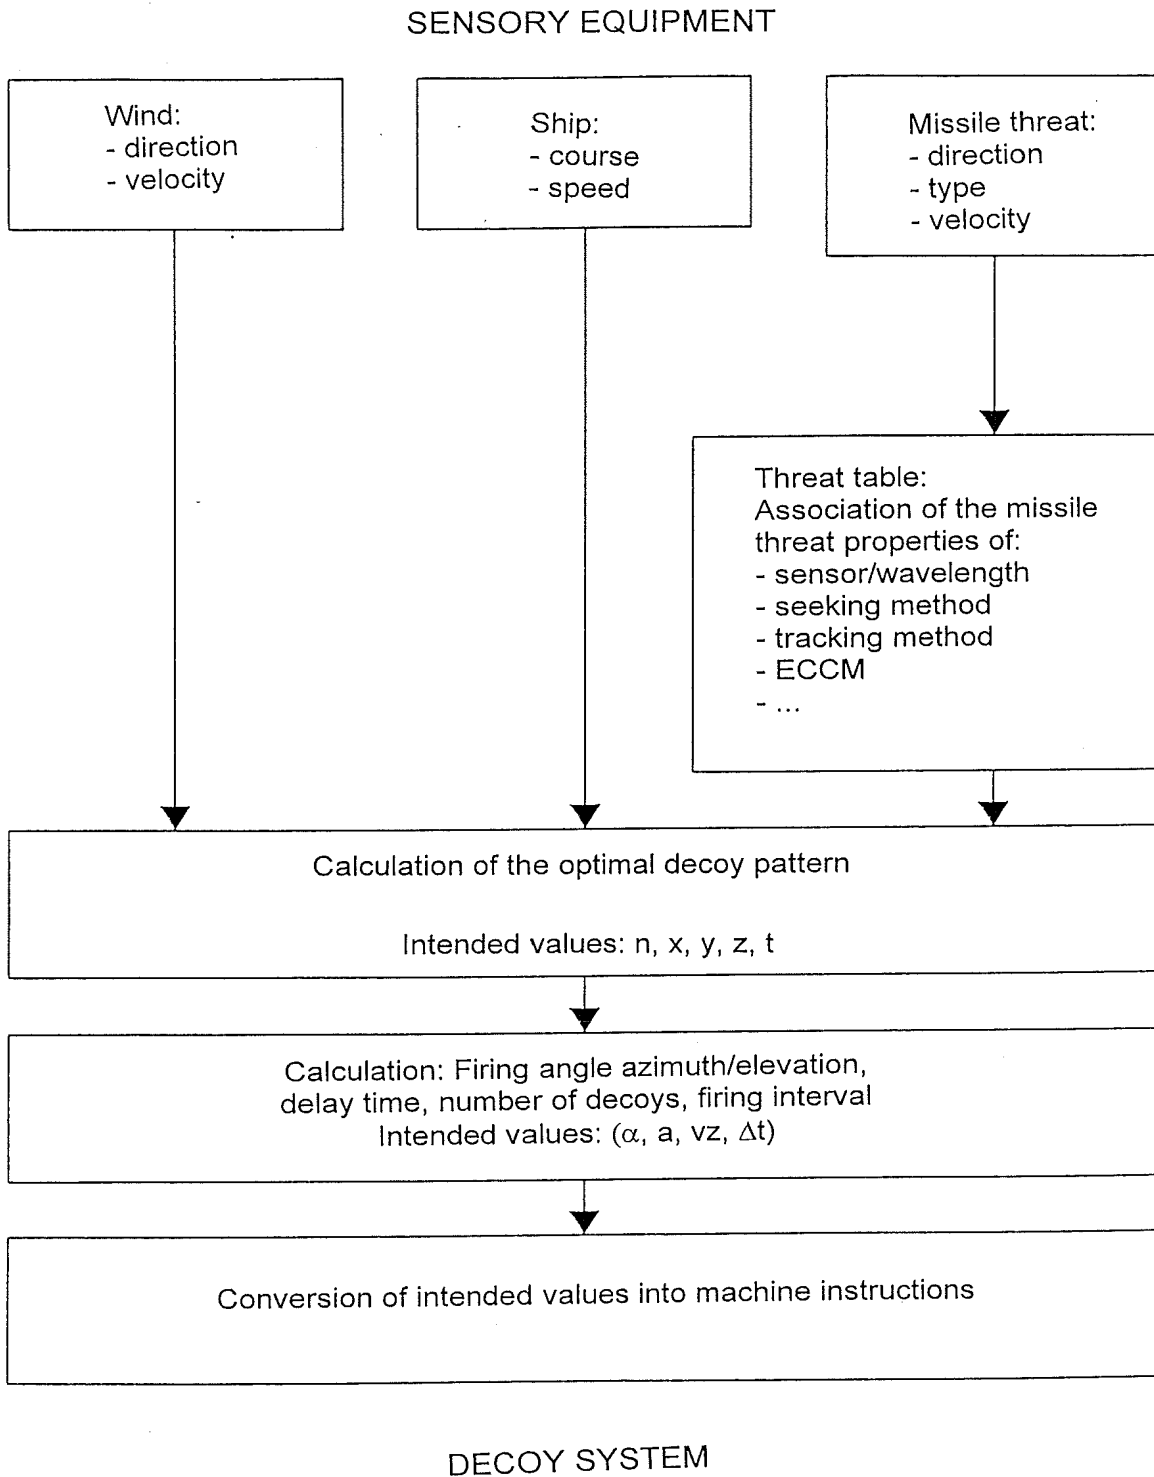 SENSORY EQUIPMENT
Wind:
- direction
- velocity
Ship:
- course
- speed
Missile threat:
- direction
- type
- velocity
Threat table:
Association of the missile
threat properties of:
- sensor/wavelength
- seeking method
- tracking method
- ECCM
- ...
Calculation of the optimal decoy pattern
Intended values: n, x, y, z, t
Calculation: Firing angle azimuth/elevation,
delay time, number of decoys, firing interval
Intended values: (α, a, vz, Δt)
Conversion of intended values into machine instructions
DECOY SYSTEM